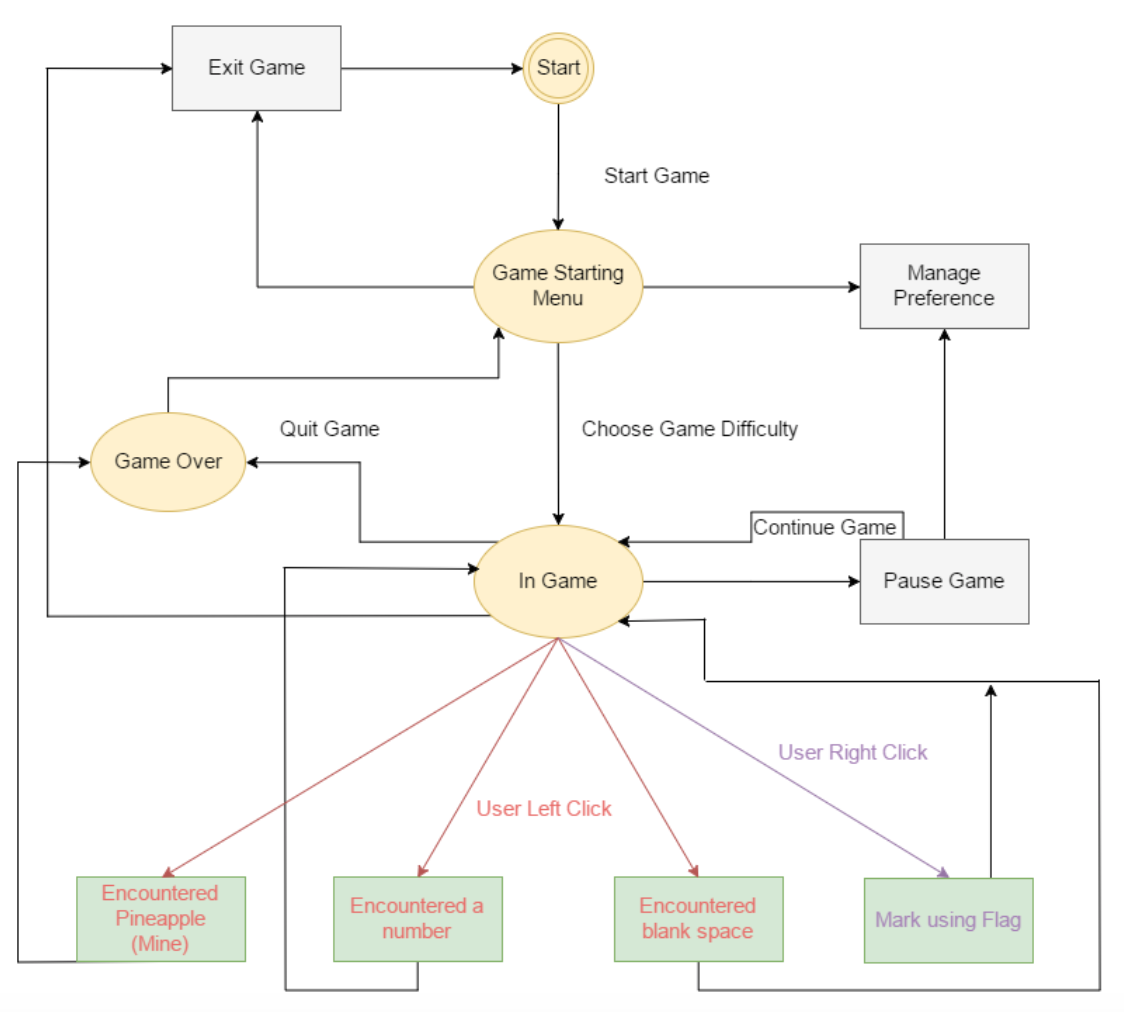 Exit Game
Start
Start Game
Game Starting
Menu
Manage
Preference
Quit Game
Choose Game Difficulty
Game Over
Continue Game
In Game
Pause Game
User Right Click
User Left Click
Encountered
Pineapple
(Mine)
Encountered a
number
Encountered
blank space
Mark using Flag